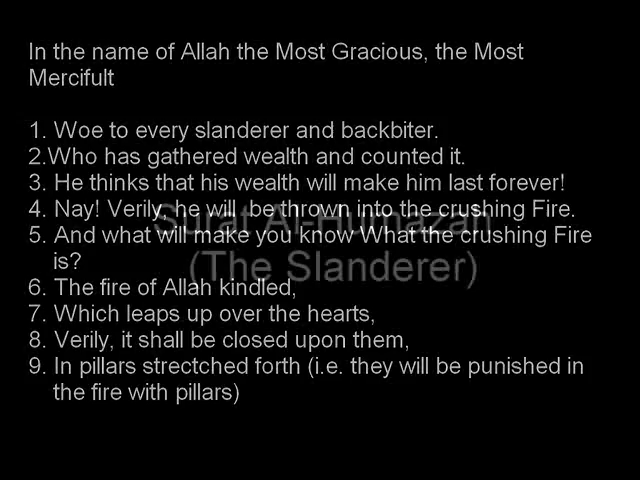 In the name of Allah the Most Gracious, the Most
Mercifult
1. Woe to every slanderer and backbiter.
2.Who has gathered wealth and counted it.
3. He thinks that his wealth will make him last forever!
4. Nay! Verily, he will be thrown into the crushing Fire.
Surat Al-Humazah
5. And what will make you know What the crushing Fire
is?
(The Slanderer)
6. The fire of Allah kindled,
7. Which leaps up over the hearts,
8. Verily, it shall be closed upon them,
9. In pillars strectched forth (i.e. they will be punished in
the fire with pillars)